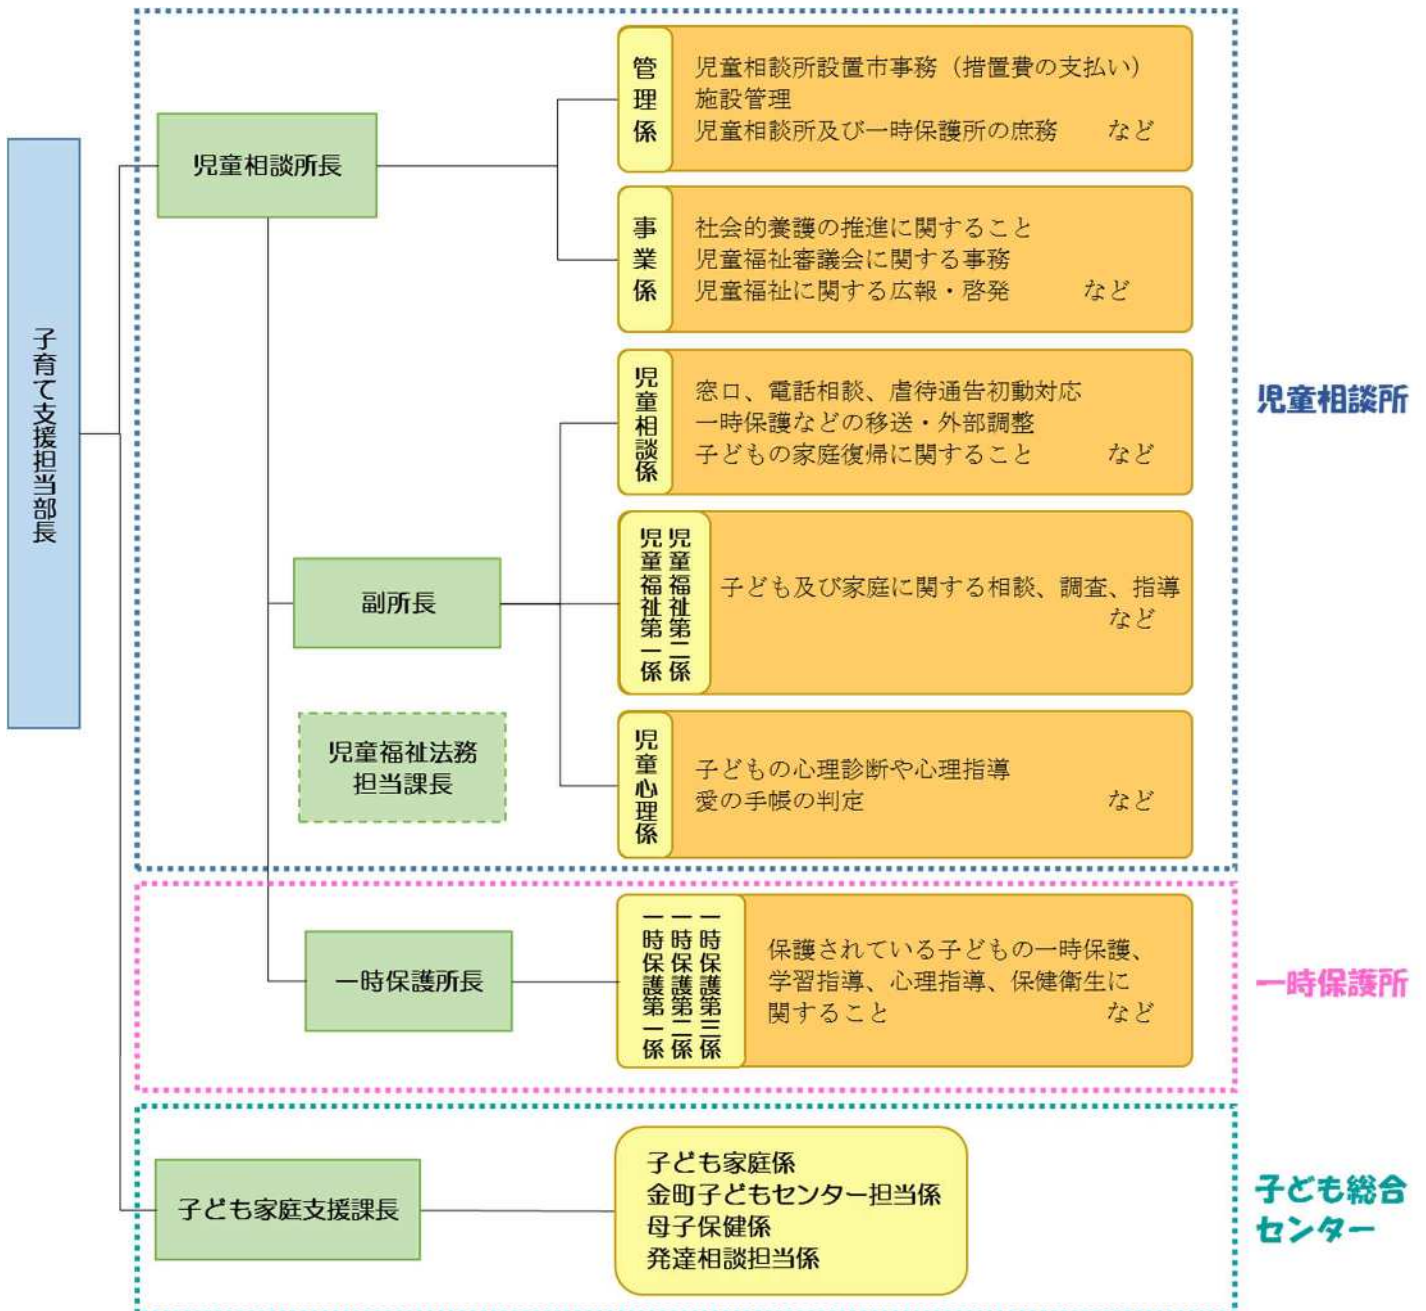 子育て支援担当部長
児童相談所長
管理係
児童相談所設置市事務（措置費の支払い）
施設管理
児童相談所及び一時保護所の庶務　　など
事業係
社会的養護の推進に関すること
児童福祉審議会に関する事務
児童福祉に関する広報・啓発　　　など
児童相談所
児童相談係
窓口、電話相談、虐待通告初動対応
一時保護などの移送・外部調整
子どもの家庭復帰に関すること　　　など
副所長
児童福祉第一係
児童福祉第二係
子ども及び家庭に関する相談、調査、指導
など
児童福祉法務
担当課長
児童心理係
子どもの心理診断や心理指導
愛の手帳の判定　　　など
一時保護所長
一時保護第一係
一時保護第二係
一時保護第三係
保護されている子どもの一時保護、
学習指導、心理指導、保健衛生に
関すること　　　など
一時保護所
子ども家庭支援課長
子ども家庭係
金町子どもセンター担当係
母子保健係
発達相談担当係
子ども総合
センター